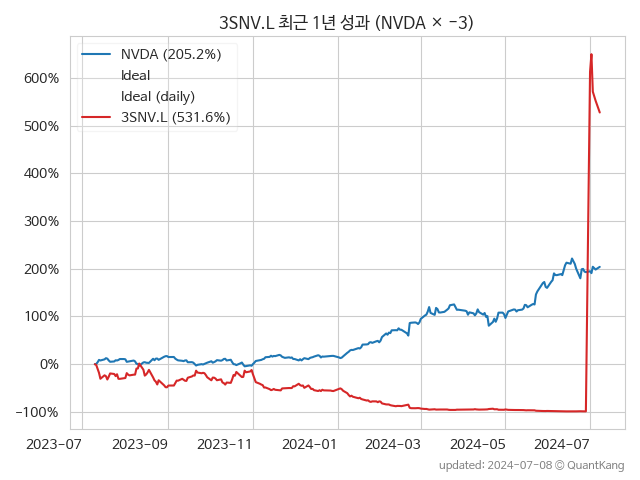 3SNV.L 최근 1년 성과 (NVDA × −3)
NVDA (205.2%)
Ideal
Ideal (daily)
3SNV.L (531.6%)
600%
500%
400%
300%
200%
100%
0%
−100%
2023-07 2023-09 2023-11 2024-01 2024-03 2024-05 2024-07
updated: 2024-07-08 © QuantKang